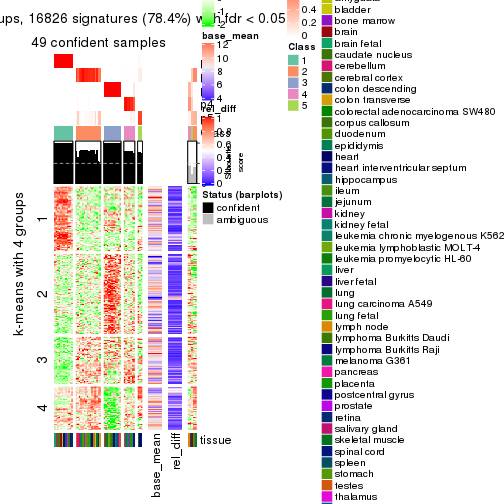 ups, 16826 signatures (78.4%) with fdr < 0.05
49 confident samples
k-means with 4 groups
1
2
3
4
base_mean
rel_diff
tissue
-2
base_mean
12
10
8
6
4
rel_diff
1
0.8
0.6
0.4
0.2
0
Silhouette
score
Status (barplots)
confident
ambiguous
0.4
0.2
0
Class
1
2
3
4
5
bladder
bone marrow
brain
brain fetal
caudate nucleus
cerebellum
cerebral cortex
colon descending
colon transverse
colorectal adenocarcinoma SW480
corpus callosum
duodenum
epididymis
heart
heart interventricular septum
hippocampus
ileum
jejunum
kidney
kidney fetal
leukemia chronic myelogenous K562
leukemia lymphoblastic MOLT-4
leukemia promyelocytic HL-60
liver
liver fetal
lung
lung carcinoma A549
lung fetal
lymph node
lymphoma Burkitts Daudi
lymphoma Burkitts Raji
melanoma G361
pancreas
placenta
postcentral gyrus
prostate
retina
salivary gland
skeletal muscle
spinal cord
spleen
stomach
testes
thalamus